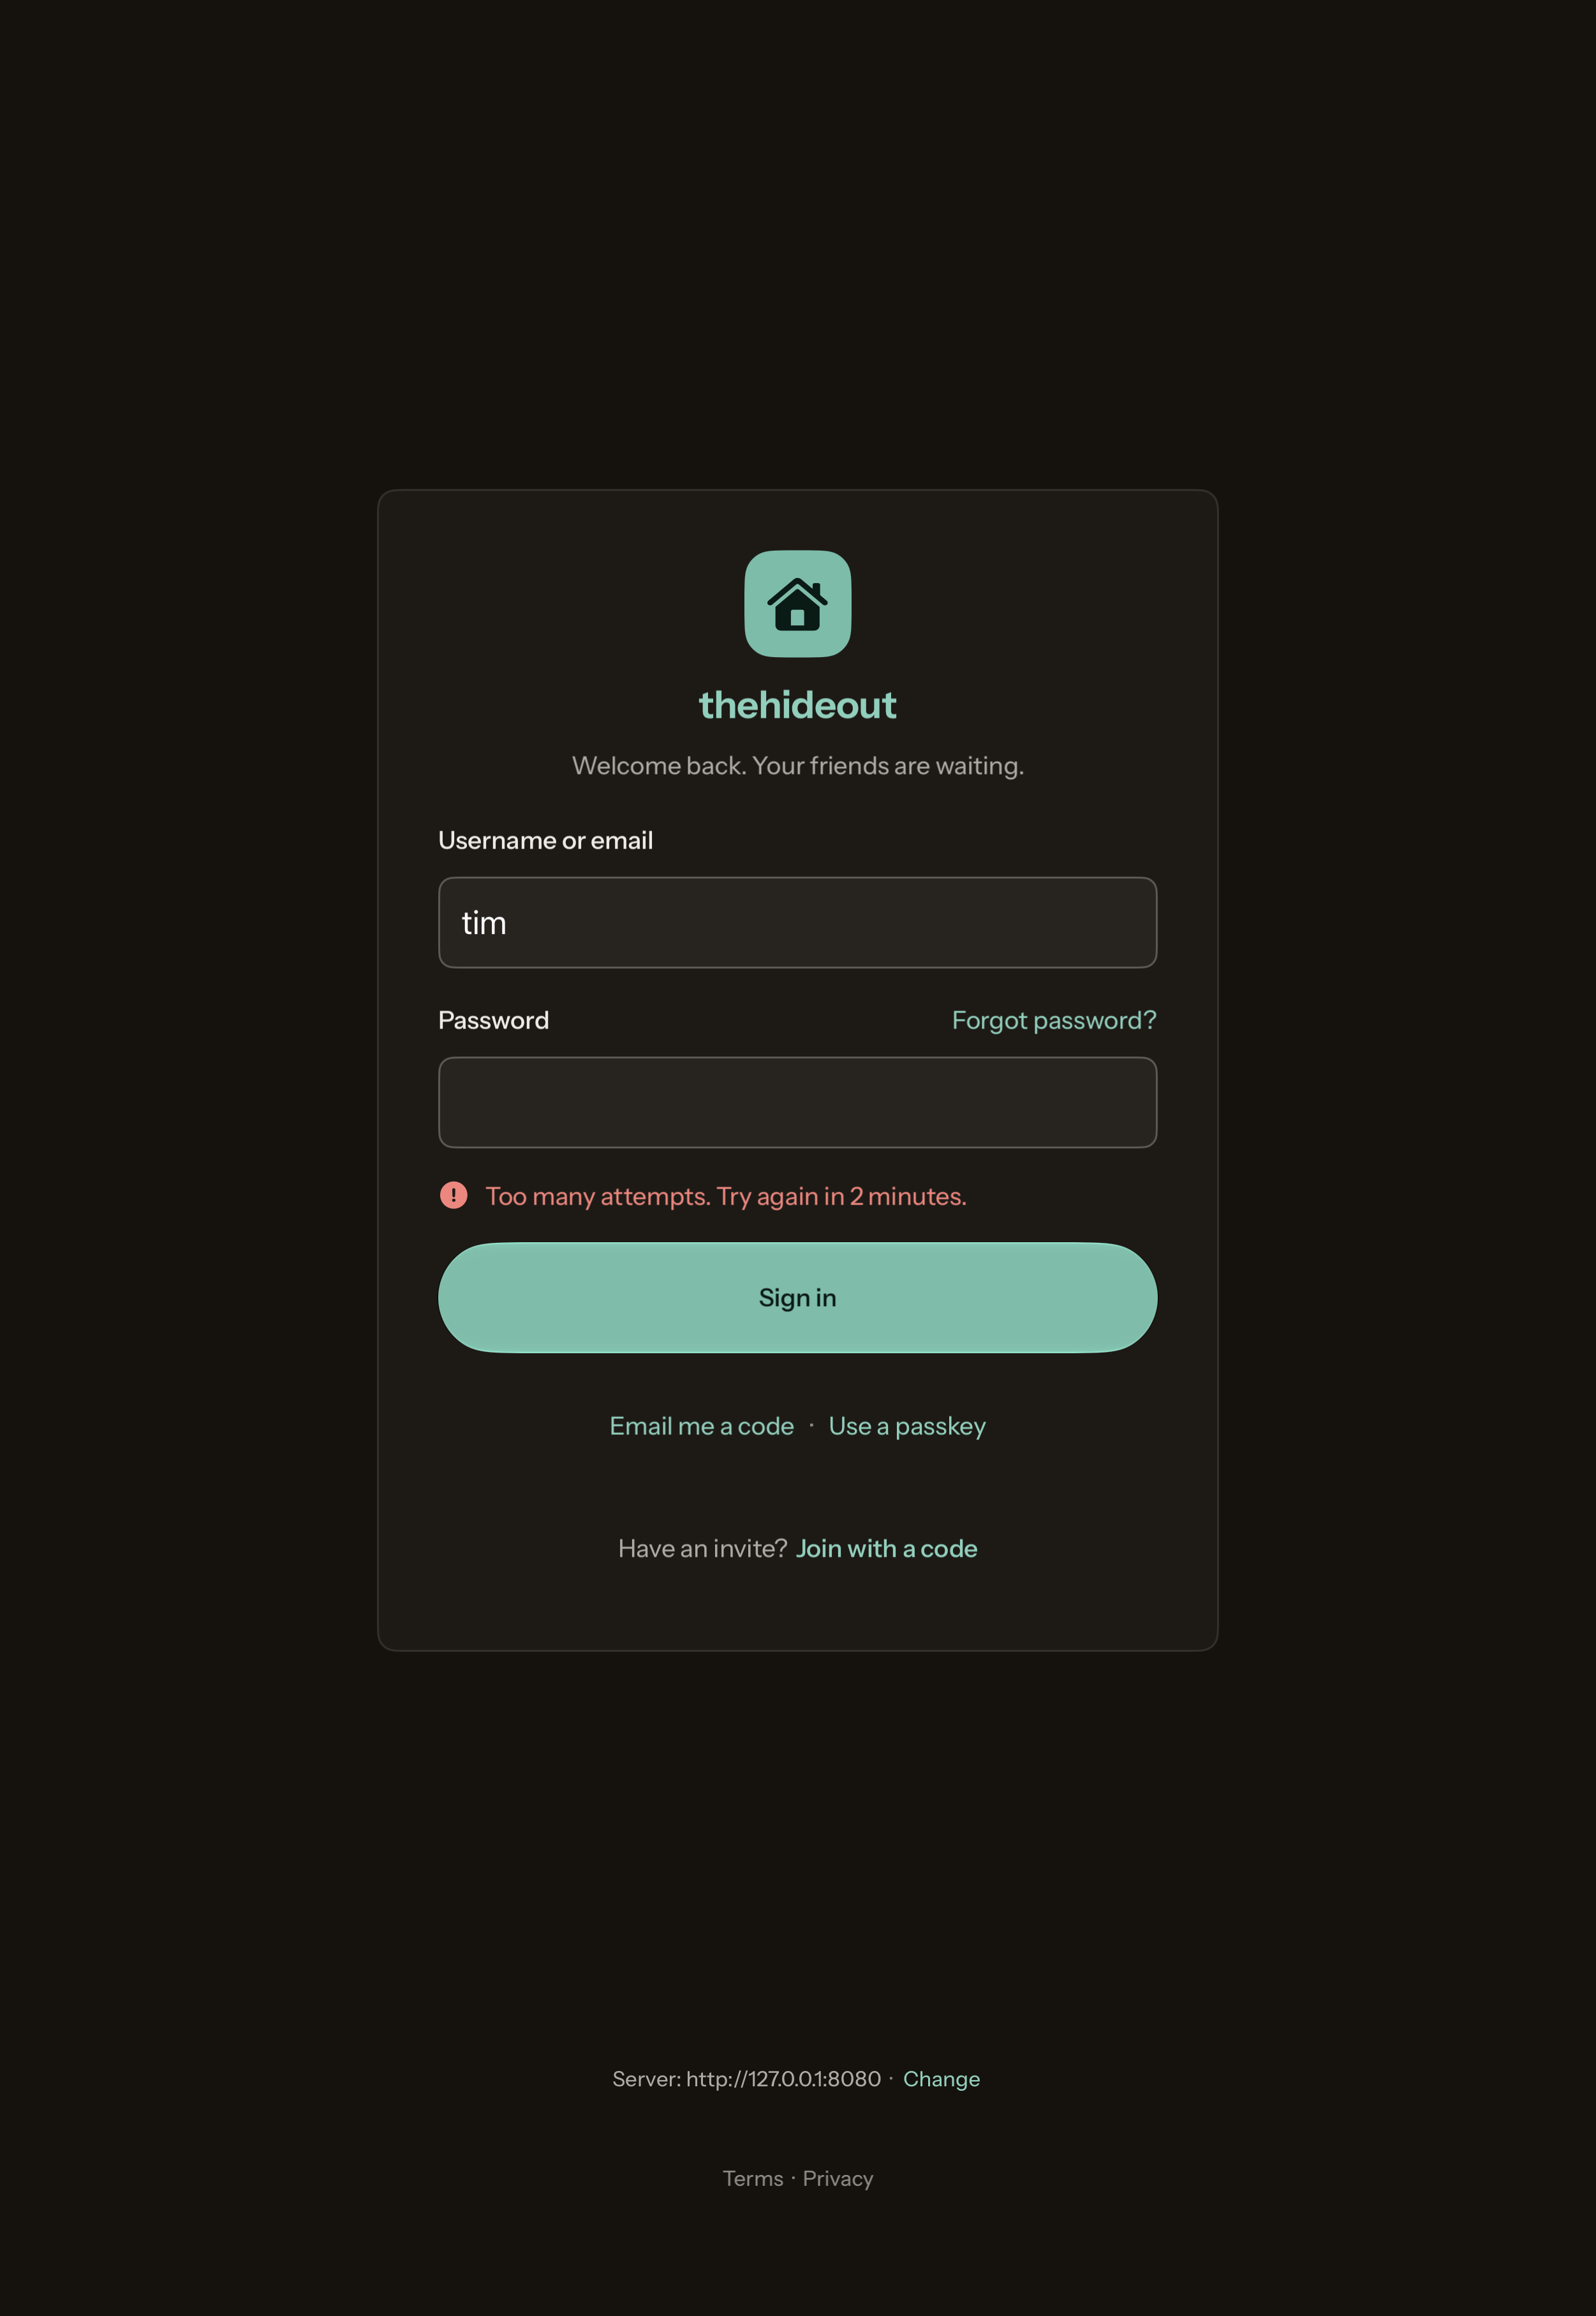 thehideout
Welcome back. Your friends are waiting.
Username or email
tim
Password Forgot password?
Too many attempts. Try again in 2 minutes.
Sign in
Email me a code · Use a passkey
Have an invite? Join with a code
Server: http://127.0.0.1:8080 · Change
Terms · Privacy